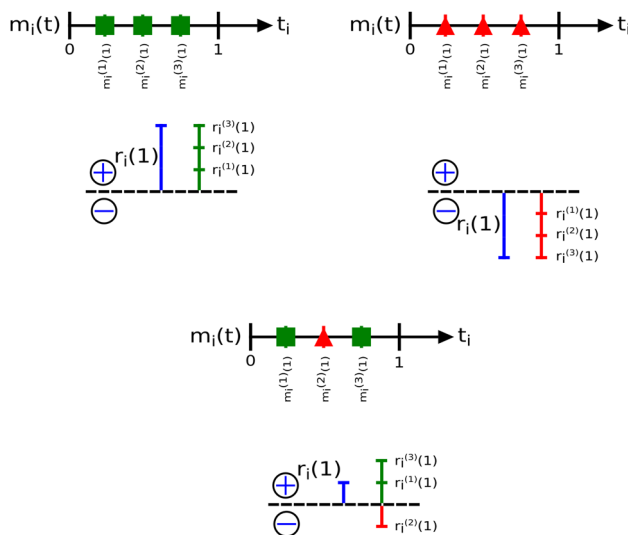 mᵢ(t) tᵢ
0 1
mᵢ⁽¹⁾(1) mᵢ⁽²⁾(1) mᵢ⁽³⁾(1)
rᵢ(1)
rᵢ⁽³⁾(1)
rᵢ⁽²⁾(1)
rᵢ⁽¹⁾(1)
+
−
mᵢ(t) tᵢ
0 1
mᵢ⁽¹⁾(1) mᵢ⁽²⁾(1) mᵢ⁽³⁾(1)
+
−
rᵢ(1)
rᵢ⁽¹⁾(1)
rᵢ⁽²⁾(1)
rᵢ⁽³⁾(1)
mᵢ(t) tᵢ
0 1
mᵢ⁽¹⁾(1) mᵢ⁽²⁾(1) mᵢ⁽³⁾(1)
rᵢ(1)
rᵢ⁽³⁾(1)
rᵢ⁽¹⁾(1)
+
−
rᵢ⁽²⁾(1)